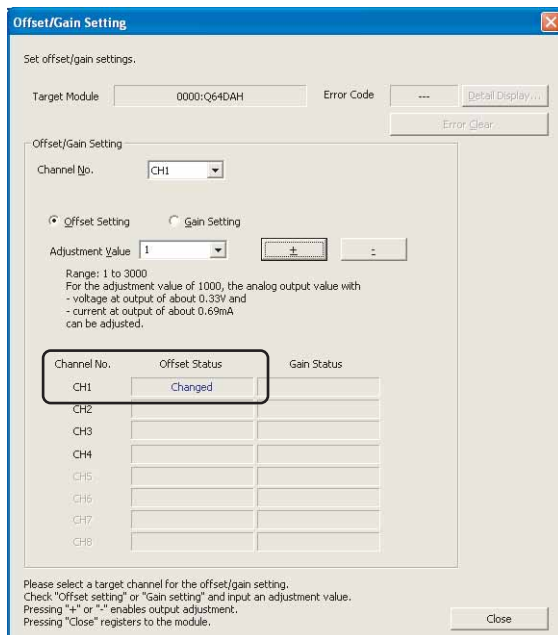 Offset/Gain Setting
Set offset/gain settings.
Target Module 0000:Q64DAH Error Code --- Detail Display...
Error Clear
Offset/Gain Setting
Channel No. CH1
Offset Setting Gain Setting
Adjustment Value 1 + -
Range: 1 to 3000
For the adjustment value of 1000, the analog output value with
- voltage at output of about 0.33V and
- current at output of about 0.69mA
can be adjusted.
Channel No. Offset Status Gain Status
CH1 Changed
CH2
CH3
CH4
CH5
CH6
CH7
CH8
Please select a target channel for the offset/gain setting.
Check "Offset setting" or "Gain setting" and input an adjustment value.
Pressing "+" or "-" enables output adjustment.
Pressing "Close" registers to the module.
Close